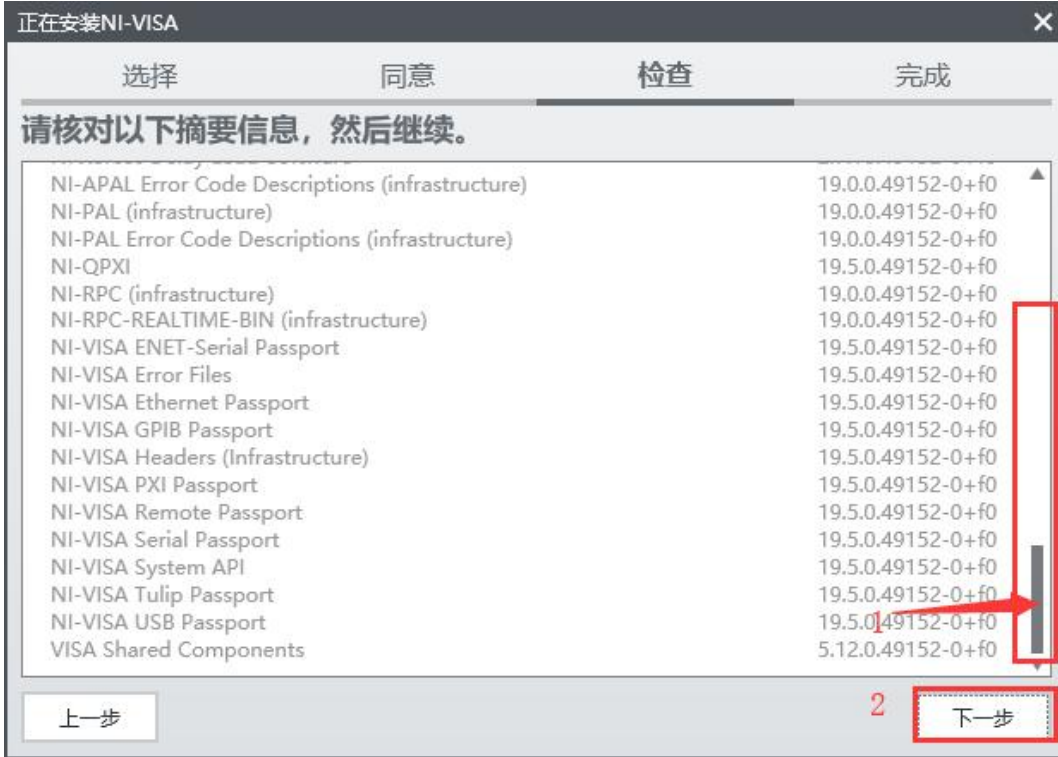 正在安装NI-VISA
选择 同意 检查 完成
请核对以下摘要信息，然后继续。
NI-APAL Error Code Descriptions (infrastructure) 19.0.0.49152-0+f0
NI-PAL (infrastructure) 19.0.0.49152-0+f0
NI-PAL Error Code Descriptions (infrastructure) 19.0.0.49152-0+f0
NI-QPXI 19.5.0.49152-0+f0
NI-RPC (infrastructure) 19.0.0.49152-0+f0
NI-RPC-REALTIME-BIN (infrastructure) 19.0.0.49152-0+f0
NI-VISA ENET-Serial Passport 19.5.0.49152-0+f0
NI-VISA Error Files 19.5.0.49152-0+f0
NI-VISA Ethernet Passport 19.5.0.49152-0+f0
NI-VISA GPIB Passport 19.5.0.49152-0+f0
NI-VISA Headers (Infrastructure) 19.5.0.49152-0+f0
NI-VISA PXI Passport 19.5.0.49152-0+f0
NI-VISA Remote Passport 19.5.0.49152-0+f0
NI-VISA Serial Passport 19.5.0.49152-0+f0
NI-VISA System API 19.5.0.49152-0+f0
NI-VISA Tulip Passport 19.5.0.49152-0+f0
NI-VISA USB Passport 19.5.0.49152-0+f0
1
VISA Shared Components 5.12.0.49152-0+f0
上一步 2 下一步